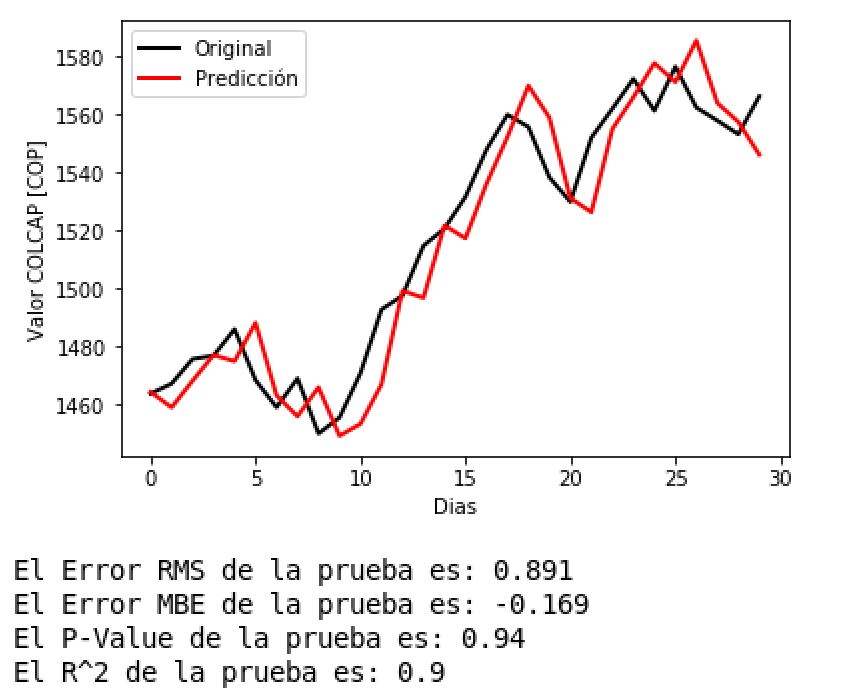 Original
Predicción
1580
1560
1540
1520
1500
1480
1460
Valor COLCAP [COP]
0 5 10 15 20 25 30
Dias
El Error RMS de la prueba es: 0.891
El Error MBE de la prueba es: -0.169
El P-Value de la prueba es: 0.94
El R^2 de la prueba es: 0.9